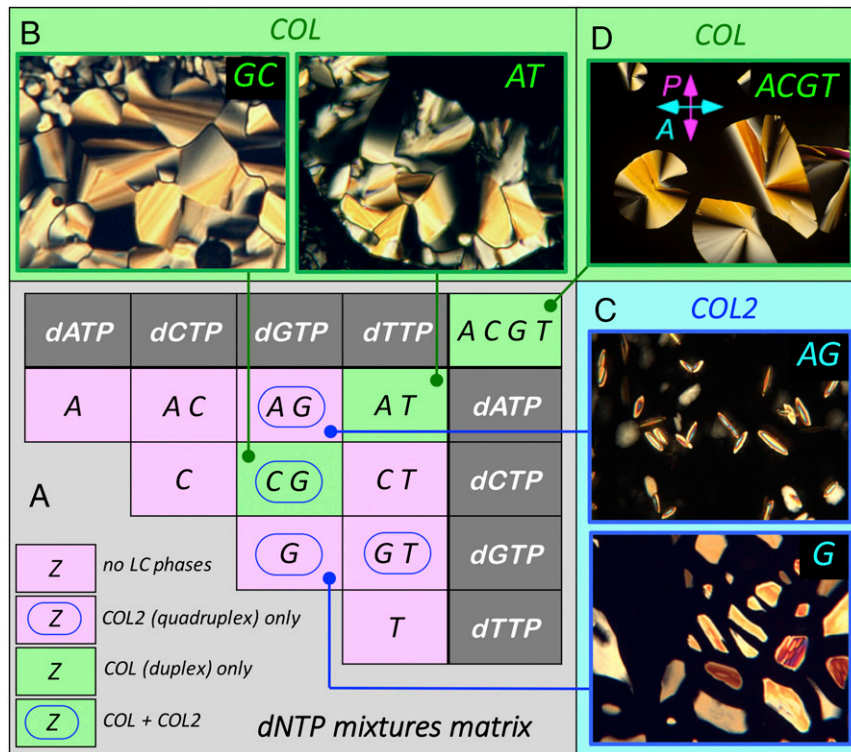 B
COL
GC
AT
D
COL
ACGT
P
A
dATP
dCTP
dGTP
dTTP
A C G T
A
A C
A G
A T
dATP
C
C G
C T
dCTP
G
G T
dGTP
T
dTTP
A
Z
no LC phases
Z
COL2 (quadruplex) only
Z
COL (duplex) only
Z
COL + COL2
dNTP mixtures matrix
C
COL2
AG
G